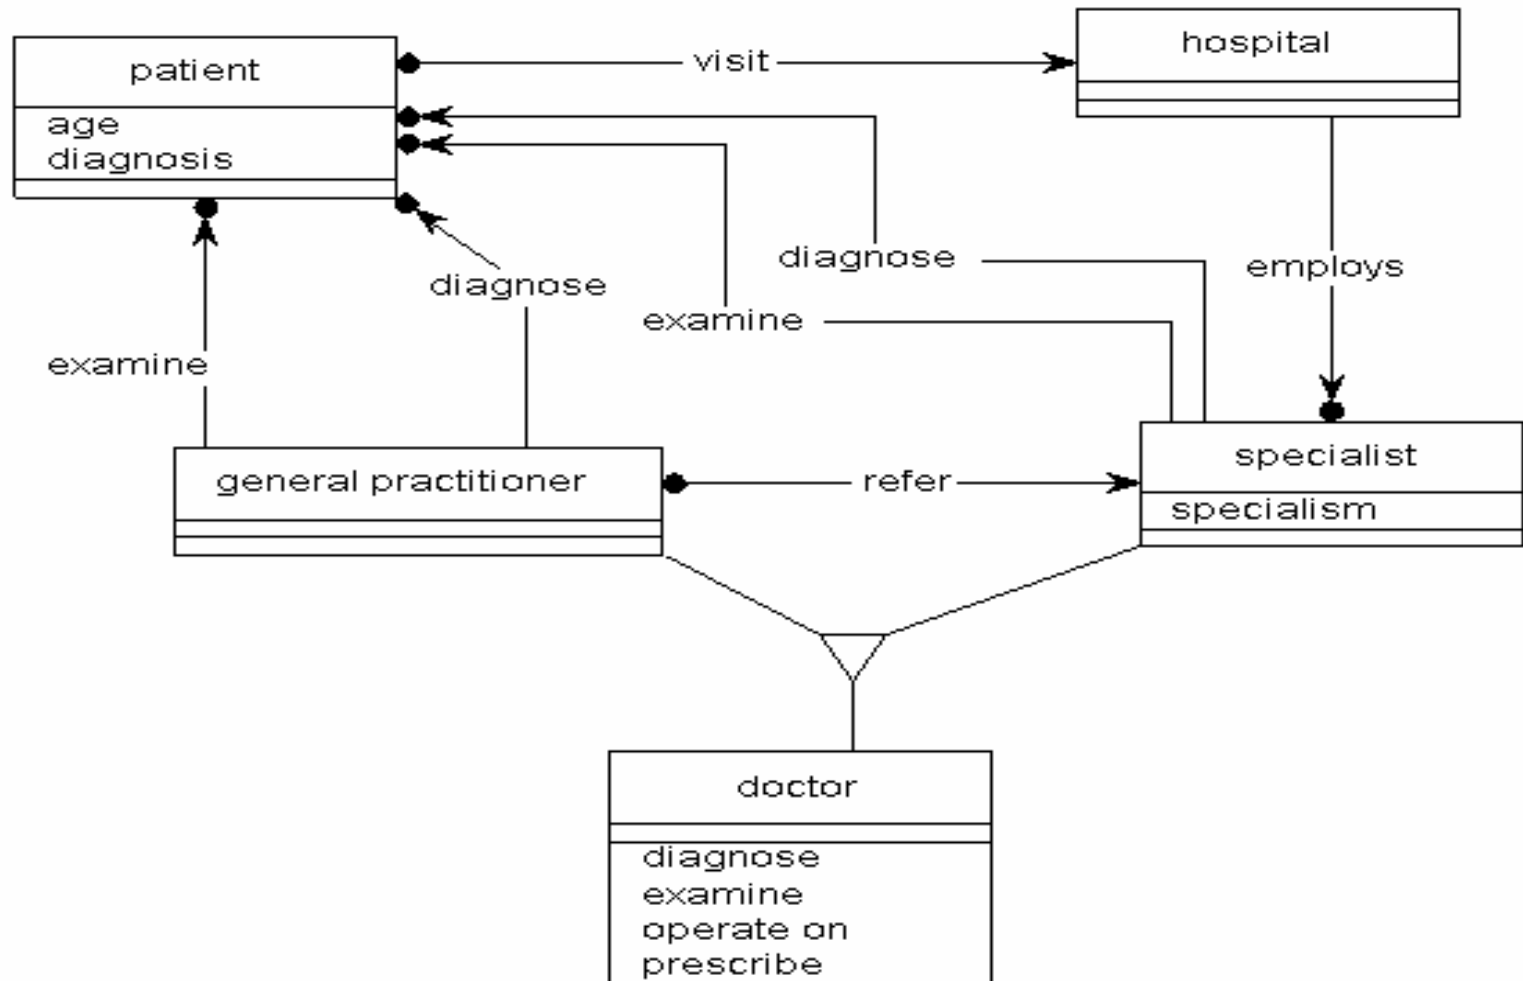 patient
age
diagnosis
visit
hospital
diagnose
employs
diagnose
examine
examine
general practitioner
refer
specialist
specialism
doctor
diagnose
examine
operate on
prescribe